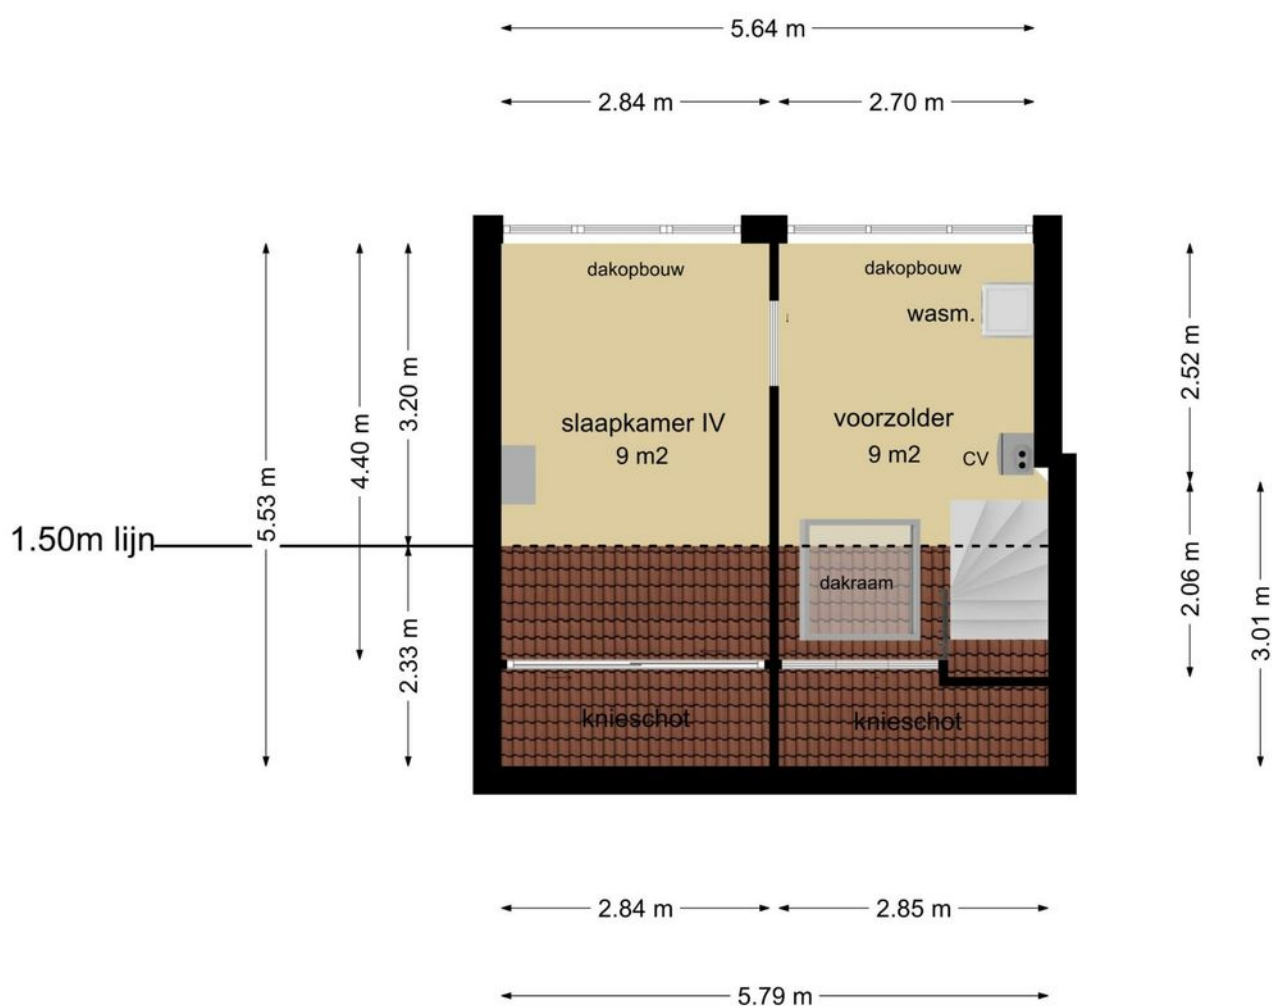 5.64 m
2.84 m
2.70 m
dakopbouw
dakopbouw
wasm.
slaapkamer IV
9 m2
voorzolder
9 m2
CV
5.53 m
4.40 m
3.20 m
2.33 m
1.50m lijn
2.52 m
2.06 m
3.01 m
dakraam
knieschot
knieschot
2.84 m
2.85 m
5.79 m